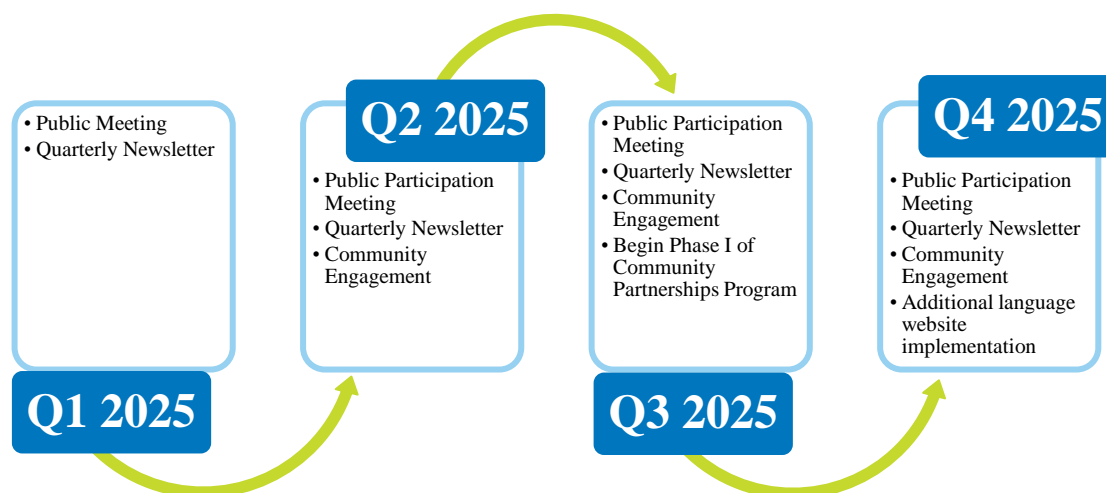 • Public Meeting
• Quarterly Newsletter
Q1 2025
Q2 2025
• Public Participation
Meeting
• Quarterly Newsletter
• Community
Engagement
• Public Participation
Meeting
• Quarterly Newsletter
• Community
Engagement
• Begin Phase I of
Community
Partnerships Program
Q3 2025
Q4 2025
• Public Participation
Meeting
• Quarterly Newsletter
• Community
Engagement
• Additional language
website
implementation